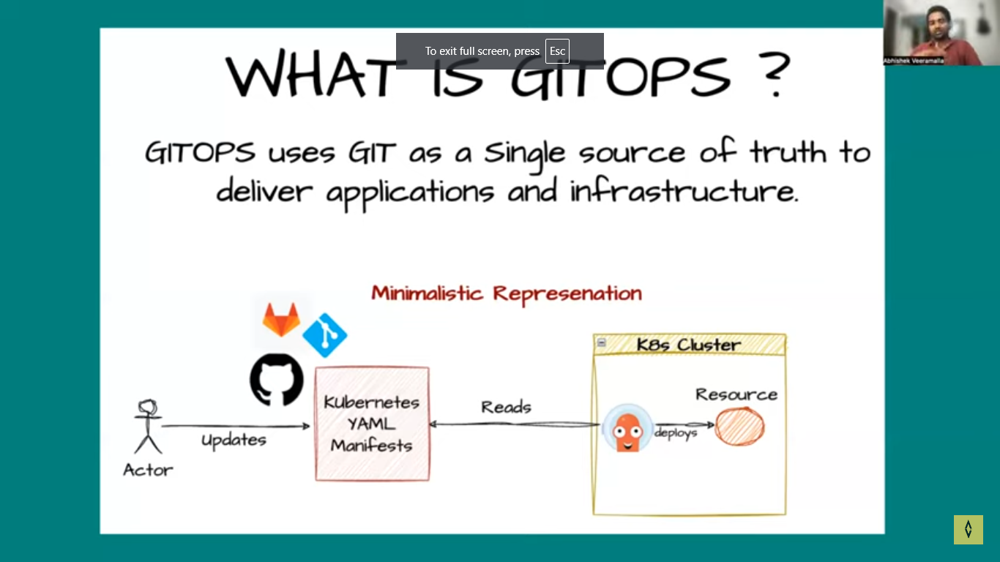 To exit full screen, press Esc
Abhishek Veeramalla
WHAT IS GITOPS ?
GITOPS uses GIT as a Single source of truth to
deliver applications and infrastructure.
Minimalistic Represenation
K8s Cluster
Kubernetes
YAML
Manifests
Reads
Resource
deploys
Updates
Actor